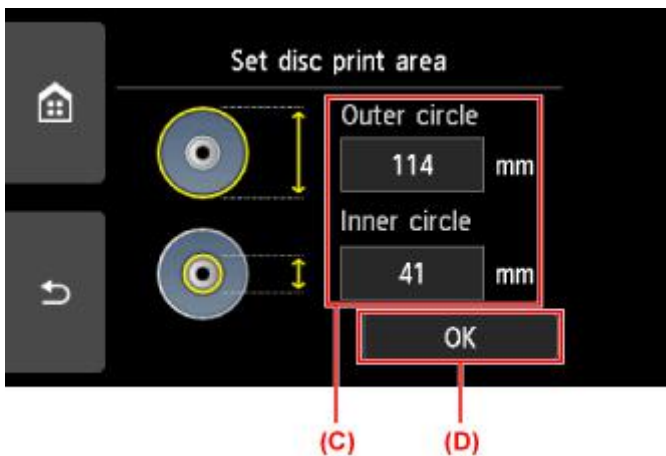 Set disc print area
Outer circle
114 mm
Inner circle
41 mm
OK
(C) (D)